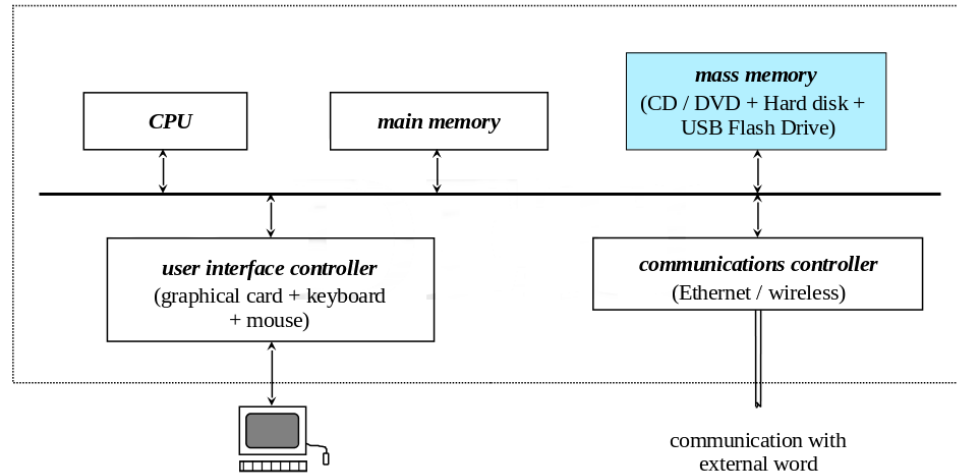 CPU
main memory
mass memory
(CD / DVD + Hard disk +
USB Flash Drive)
user interface controller
(graphical card + keyboard
+ mouse)
communications controller
(Ethernet / wireless)
communication with
external word